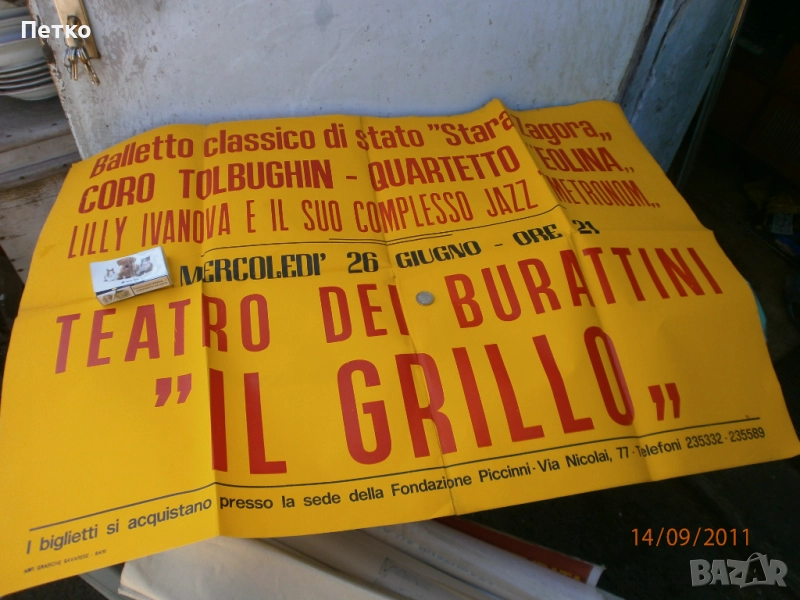 Петко
Balletto classico di stato "Stara Zagora„
CORO TOLBUGHIN - QUARTETTO EOLINA„
LILLY IVANOVA E IL SUO COMPLESSO JAZZ METRONOM„
MERCOLEDI' 26 GIUGNO - ORE 21
TEATRO DEI BURATTINI
"IL GRILLO„
I biglietti si acquistano presso la sede della Fondazione Piccinni - Via Nicolai, 77 - Telefoni 235332 - 235589
14/09/2011
BAZAR